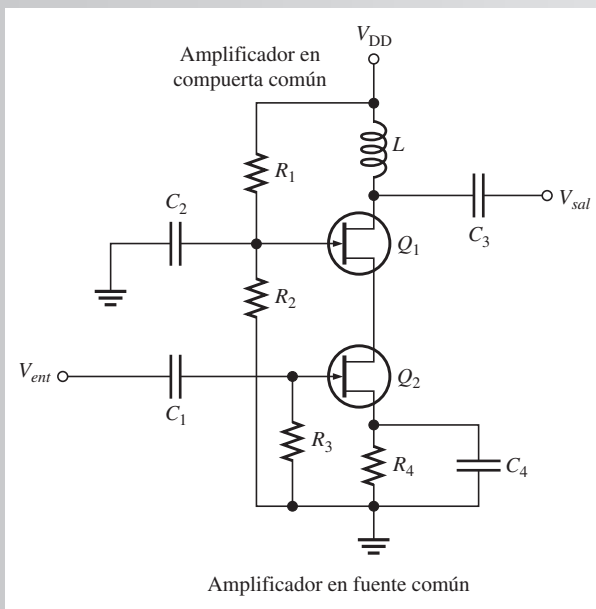 V_DD
Amplificador en
compuerta común
L
R_1
C_2
V_sal
C_3
Q_1
R_2
Q_2
V_ent
C_1
R_3
R_4
C_4
Amplificador en fuente común